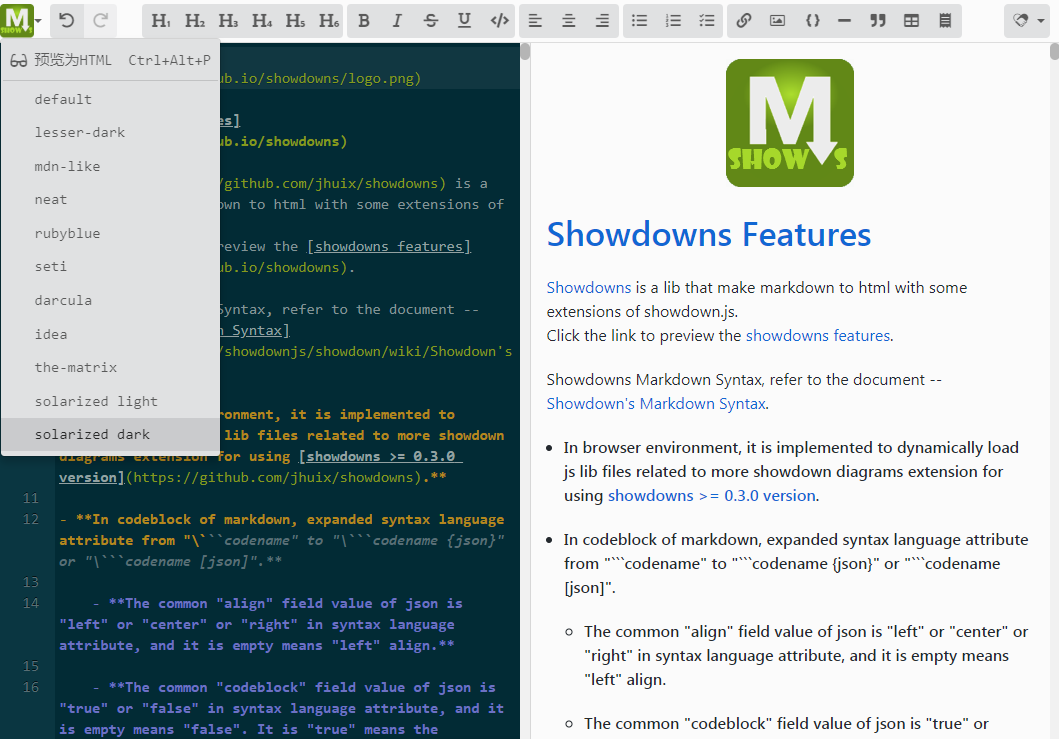 M
SHOW S
H1 H2 H3 H4 H5 H6 B I S U </> {}
预览为HTML Ctrl+Alt+P
default
lesser-dark
mdn-like
neat
rubyblue
seti
darcula
idea
the-matrix
solarized light
solarized dark
ub.io/showdowns/logo.png)
es]
ub.io/showdowns)
/github.com/jhuix/showdowns) is a
own to html with some extensions of
review the [showdowns features]
ub.io/showdowns).
Syntax, refer to the document --
n Syntax]
/showdownjs/showdown/wiki/Showdown's
ronment, it is implemented to
lib files related to more showdown
diagrams extension for using [showdowns >= 0.3.0
version](https://github.com/jhuix/showdowns).**
11
12 - **In codeblock of markdown, expanded syntax language
attribute from "\```codename" to "\```codename {json}"
or "\```codename [json]".**
13
14 - **The common "align" field value of json is
"left" or "center" or "right" in syntax language
attribute, and it is empty means "left" align.**
15
16 - **The common "codeblock" field value of json is
"true" or "false" in syntax language attribute, and it
is empty means "false". It is "true" means the
M
SHOW S
Showdowns Features
Showdowns is a lib that make markdown to html with some
extensions of showdown.js.
Click the link to preview the showdowns features.
Showdowns Markdown Syntax, refer to the document --
Showdown's Markdown Syntax.
• In browser environment, it is implemented to dynamically load
js lib files related to more showdown diagrams extension for
using showdowns >= 0.3.0 version.
• In codeblock of markdown, expanded syntax language attribute
from "```codename" to "```codename {json}" or "```codename
[json]".
◦ The common "align" field value of json is "left" or "center" or
"right" in syntax language attribute, and it is empty means
"left" align.
◦ The common "codeblock" field value of json is "true" or